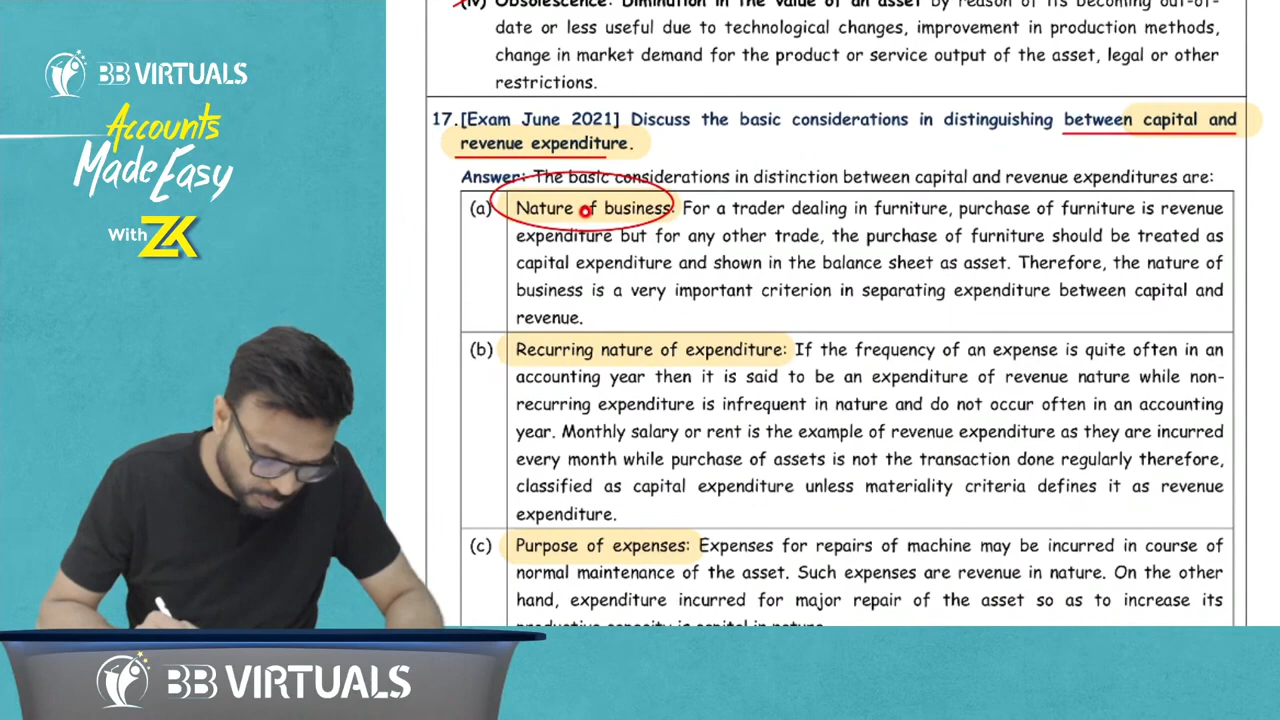 BB VIRTUALS
Accounts
Made Easy
With ZK
(iv) Obsolescence: Diminution in the value of an asset by reason of its becoming out-of-
date or less useful due to technological changes, improvement in production methods,
change in market demand for the product or service output of the asset, legal or other
restrictions.
17. [Exam June 2021] Discuss the basic considerations in distinguishing between capital and
revenue expenditure.
Answer: The basic considerations in distinction between capital and revenue expenditures are:
(a) Nature of business: For a trader dealing in furniture, purchase of furniture is revenue
expenditure but for any other trade, the purchase of furniture should be treated as
capital expenditure and shown in the balance sheet as asset. Therefore, the nature of
business is a very important criterion in separating expenditure between capital and
revenue.
(b) Recurring nature of expenditure: If the frequency of an expense is quite often in an
accounting year then it is said to be an expenditure of revenue nature while non-
recurring expenditure is infrequent in nature and do not occur often in an accounting
year. Monthly salary or rent is the example of revenue expenditure as they are incurred
every month while purchase of assets is not the transaction done regularly therefore,
classified as capital expenditure unless materiality criteria defines it as revenue
expenditure.
(c) Purpose of expenses: Expenses for repairs of machine may be incurred in course of
normal maintenance of the asset. Such expenses are revenue in nature. On the other
hand, expenditure incurred for major repair of the asset so as to increase its
productive capacity is capital in nature.
BB VIRTUALS